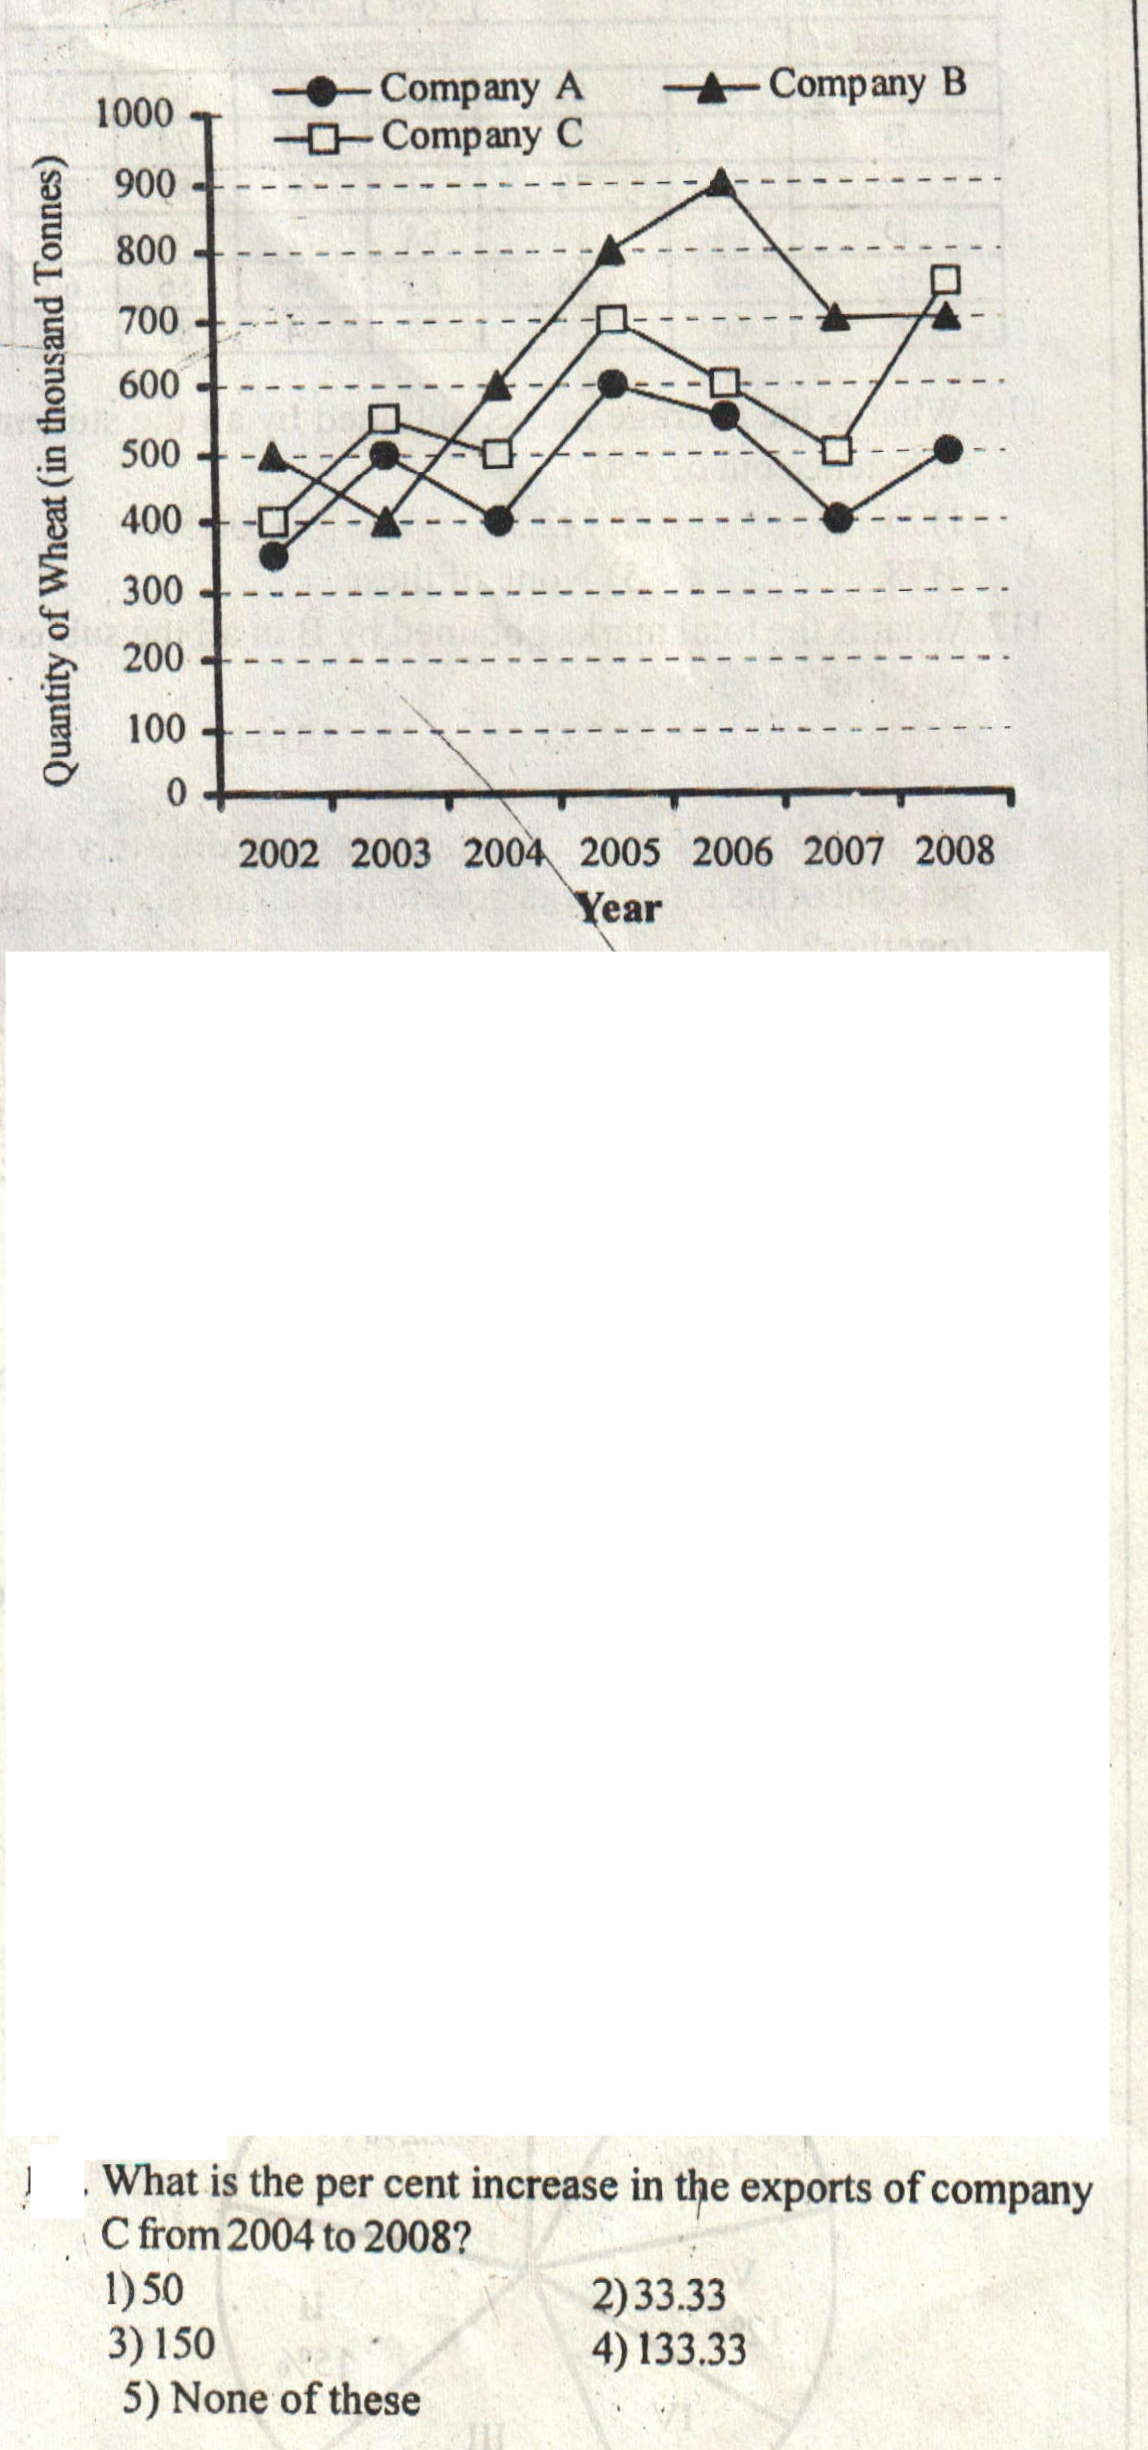 Company A Company B
Company C
1000
900
800
700
600
500
400
300
200
100
0
Quantity of Wheat (in thousand Tonnes)
2002 2003 2004 2005 2006 2007 2008
Year
. What is the per cent increase in the exports of company
C from 2004 to 2008?
1) 50 2) 33.33
3) 150 4) 133.33
5) None of these